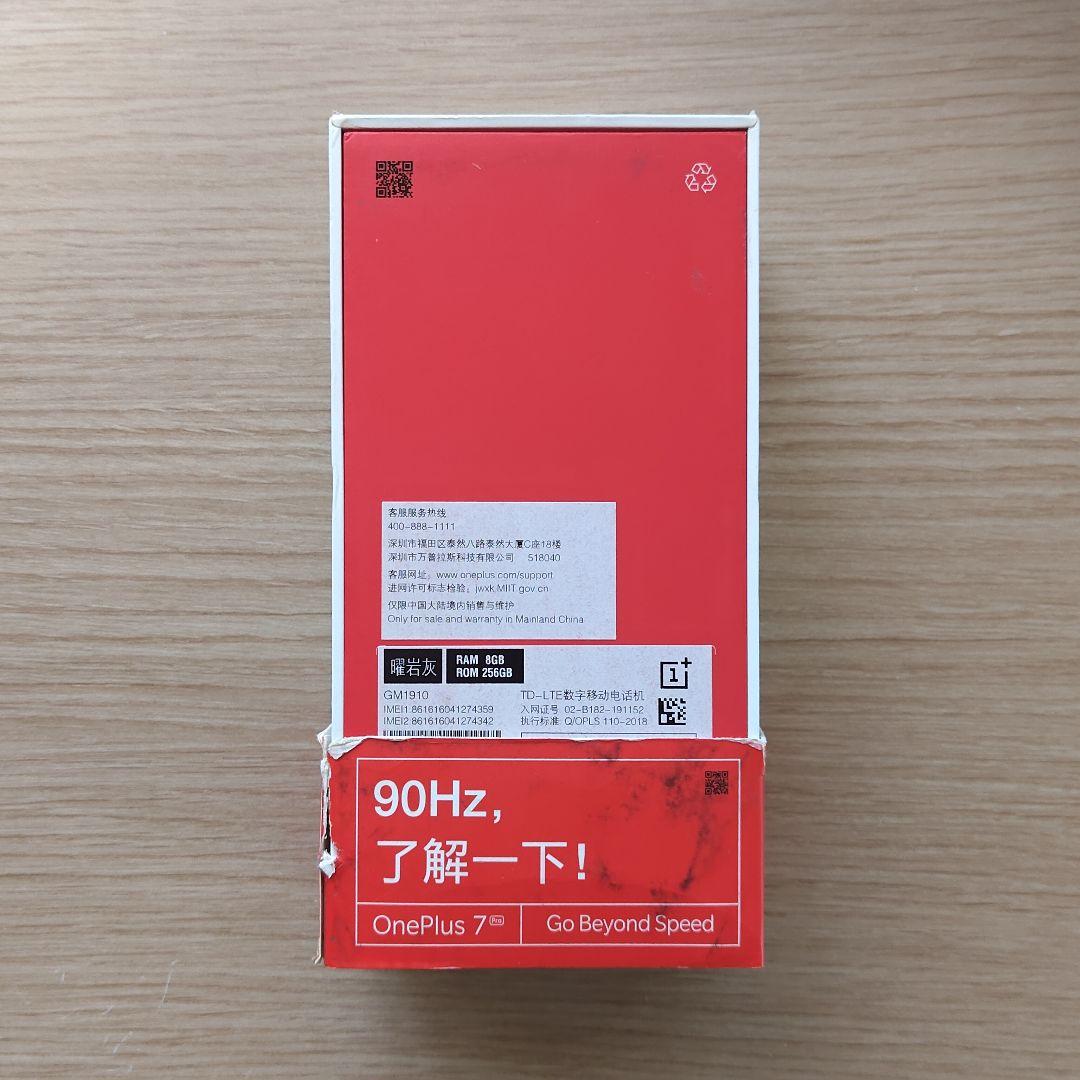 客服服务热线
400-888-1111
深圳市福田区泰然八路泰然大厦C座18楼
深圳市万普拉斯科技有限公司 518040
客服网址：www.oneplus.com/support
进网许可标志检验：jwxk.MIIT.gov.cn
仅限中国大陆境内销售与维护
Only for sale and warranty in Mainland China
曜岩灰 RAM 8GB
ROM 256GB
1+
GM1910 TD-LTE数字移动电话机
IMEI1:861616041274359 入网证号: 02-B182-191152
IMEI2:861616041274342 执行标准: Q/OPLS 110-2018
90Hz,
了解一下!
OnePlus 7 Pro Go Beyond Speed